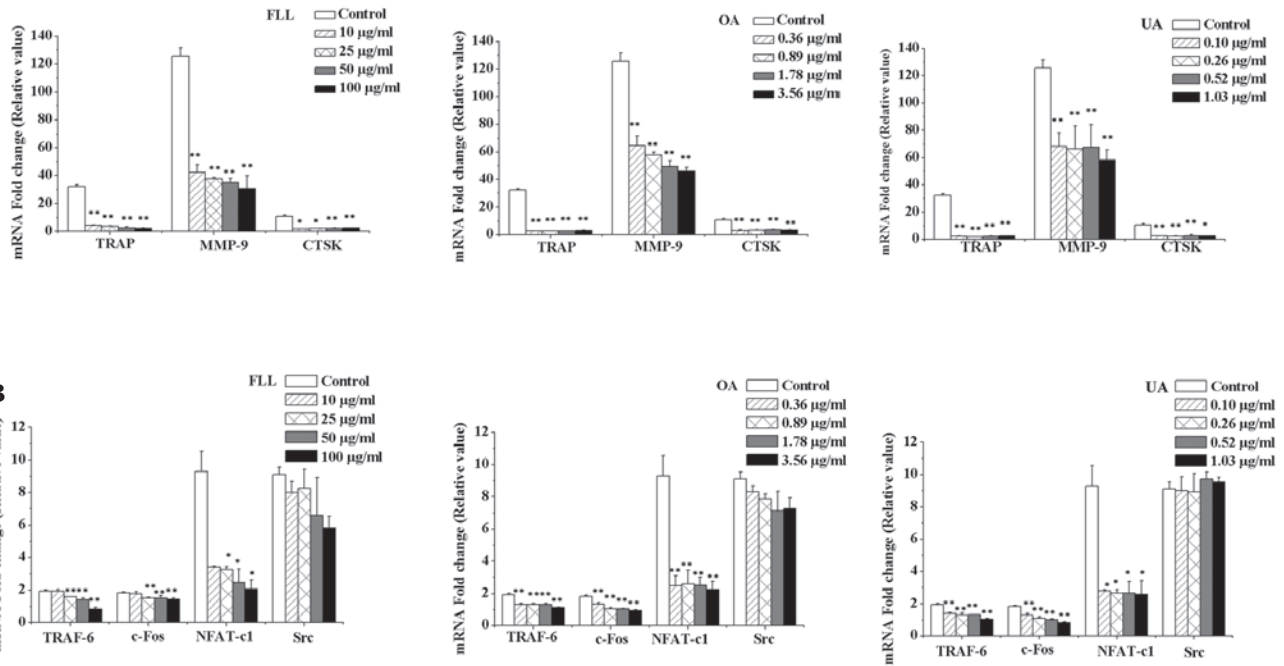 FLL
Control
10 µg/ml
25 µg/ml
50 µg/ml
100 µg/ml
mRNA Fold change (Relative value)
140
120
100
80
60
40
20
0
** ** ** **
** ** ** **
* * ** **
TRAP MMP-9 CTSK
OA
Control
0.36 µg/ml
0.89 µg/ml
1.78 µg/ml
3.56 µg/m
mRNA Fold change (Relative value)
140
120
100
80
60
40
20
0
** ** ** **
** ** ** **
** ** ** **
TRAP MMP-9 CTSK
UA
Control
0.10 µg/ml
0.26 µg/ml
0.52 µg/ml
1.03 µg/ml
mRNA Fold change (Relative value)
140
120
100
80
60
40
20
0
** ** ** **
** ** ** **
** ** ** *
TRAP MMP-9 CTSK
FLL
Control
10 µg/ml
25 µg/ml
50 µg/ml
100 µg/ml
12
10
8
6
4
2
0
**** **
** ** **
* * *
TRAF-6 c-Fos NFAT-c1 Src
OA
Control
0.36 µg/ml
0.89 µg/ml
1.78 µg/ml
3.56 µg/ml
mRNA Fold change (Relative value)
12
10
8
6
4
2
0
** **** **
** ** ** **
** ** ** **
TRAF-6 c-Fos NFAT-c1 Src
UA
Control
0.10 µg/ml
0.26 µg/ml
0.52 µg/ml
1.03 µg/ml
mRNA Fold change (Relative value)
12
10
8
6
4
2
0
** ** ** **
** ** ** **
* * * *
TRAF-6 c-Fos NFAT-c1 Src